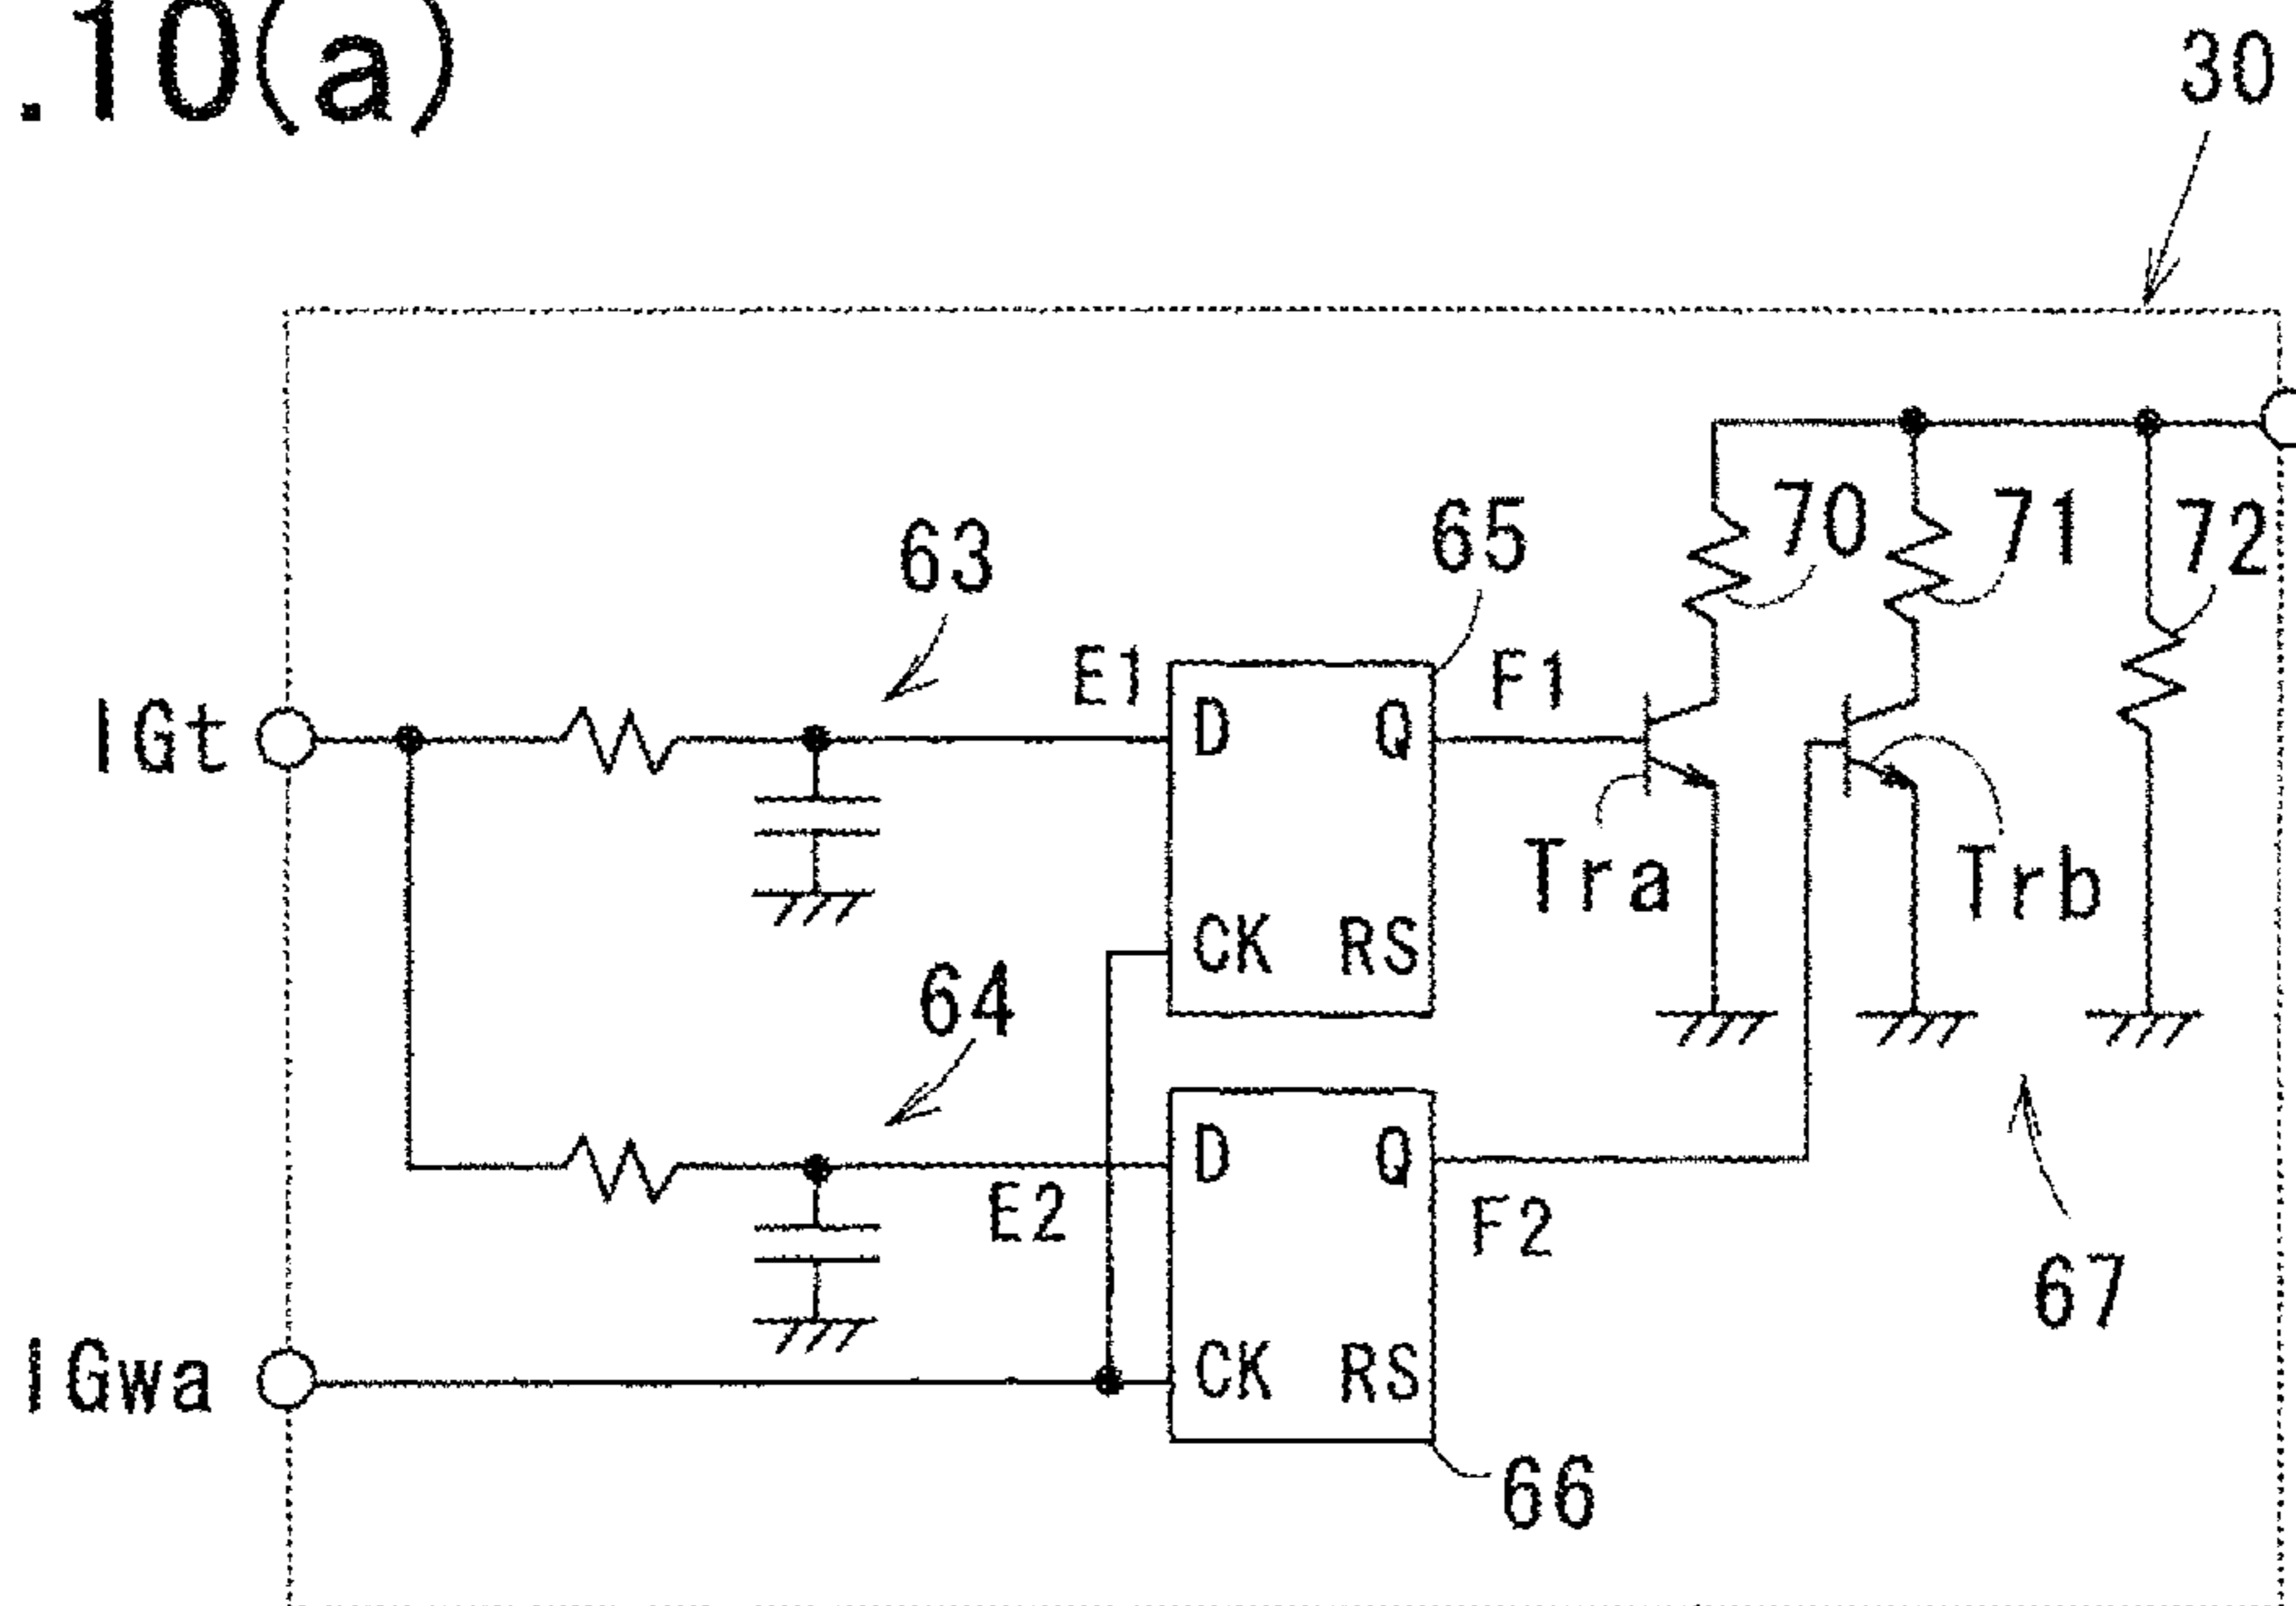 .10(a)
30
63
65
70
71
72
E1
F1
IGt
D
Q
Tra
Trb
CK
RS
64
D
Q
E2
F2
67
IGwa
CK
RS
66